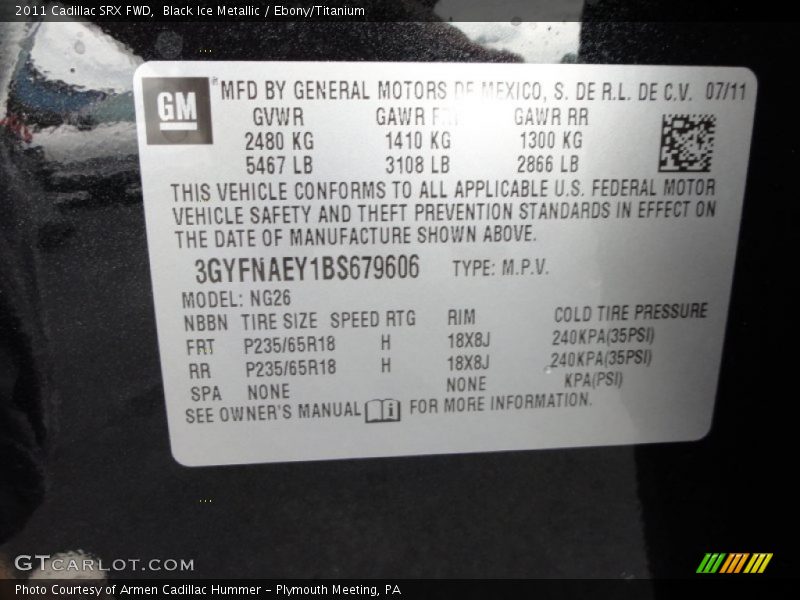 2011 Cadillac SRX FWD, Black Ice Metallic / Ebony/Titanium
GM MFD BY GENERAL MOTORS DE MEXICO, S. DE R.L. DE C.V. 07/11
GVWR GAWR FRT GAWR RR
2480 KG 1410 KG 1300 KG
5467 LB 3108 LB 2866 LB
THIS VEHICLE CONFORMS TO ALL APPLICABLE U.S. FEDERAL MOTOR
VEHICLE SAFETY AND THEFT PREVENTION STANDARDS IN EFFECT ON
THE DATE OF MANUFACTURE SHOWN ABOVE.
3GYFNAEY1BS679606 TYPE: M.P.V.
MODEL: NG26
NBBN TIRE SIZE SPEED RTG RIM COLD TIRE PRESSURE
FRT P235/65R18 H 18X8J 240KPA(35PSI)
RR P235/65R18 H 18X8J 240KPA(35PSI)
SPA NONE NONE KPA(PSI)
SEE OWNER'S MANUAL i FOR MORE INFORMATION.
GTCARLOT.COM
Photo Courtesy of Armen Cadillac Hummer - Plymouth Meeting, PA